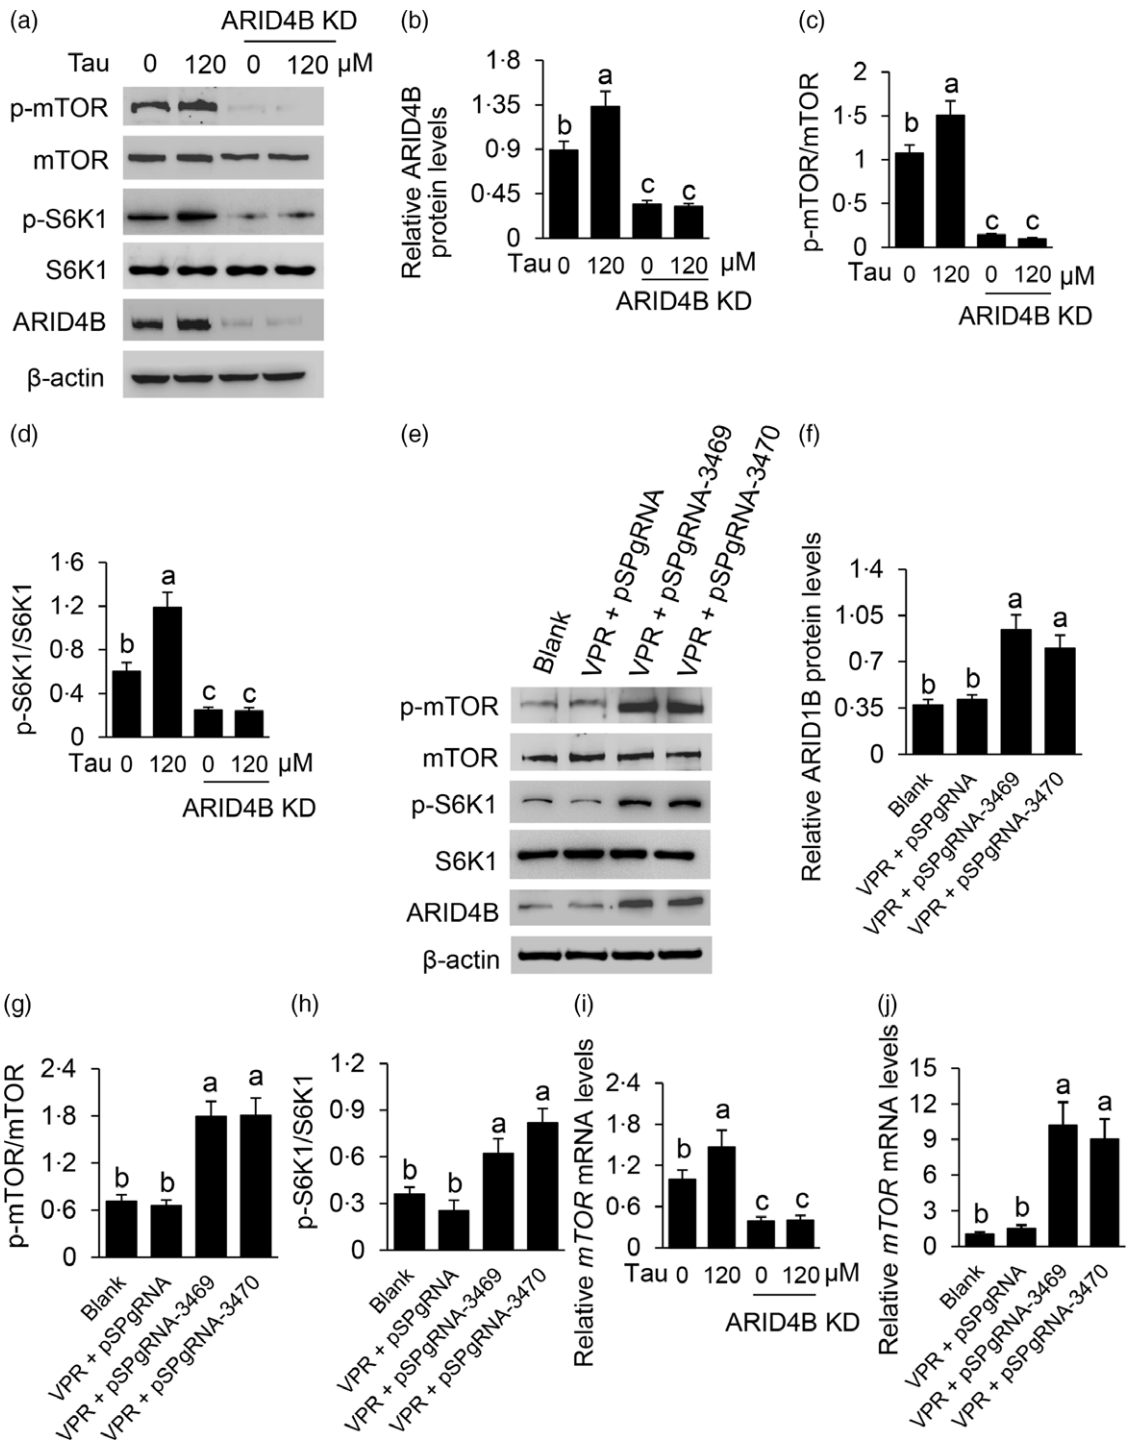 (a)
ARID4B KD
Tau 0 120 0 120 μM
p-mTOR
mTOR
p-S6K1
S6K1
ARID4B
β-actin
(b)
Relative ARID4B
protein levels
1·8
1·35
0·9
0·45
0
b
a
c
c
Tau 0 120 0 120 μM
ARID4B KD
(c)
p-mTOR/mTOR
2
1·5
1
0·5
0
b
a
c
c
Tau 0 120 0 120 μM
ARID4B KD
(d)
p-S6K1/S6K1
1·6
1·2
0·8
0·4
0
b
a
c
c
Tau 0 120 0 120 μM
ARID4B KD
(e)
Blank
VPR + pSPgRNA
VPR + pSPgRNA-3469
VPR + pSPgRNA-3470
p-mTOR
mTOR
p-S6K1
S6K1
ARID4B
β-actin
(f)
Relative ARID1B protein levels
1·4
1·05
0·7
0·35
0
b
b
a
a
Blank
VPR + pSPgRNA
VPR + pSPgRNA-3469
VPR + pSPgRNA-3470
(g)
p-mTOR/mTOR
2·4
1·8
1·2
0·6
0
b
b
a
a
Blank
VPR + pSPgRNA
VPR + pSPgRNA-3469
VPR + pSPgRNA-3470
(h)
p-S6K1/S6K1
1·2
0·9
0·6
0·3
0
b
b
a
a
Blank
VPR + pSPgRNA
VPR + pSPgRNA-3469
VPR + pSPgRNA-3470
(i)
Relative mTOR mRNA levels
2·4
1·8
1·2
0·6
0
b
a
c
c
Tau 0 120 0 120 μM
ARID4B KD
(j)
Relative mTOR mRNA levels
15
12
9
6
3
0
b
b
a
a
Blank
VPR + pSPgRNA
VPR + pSPgRNA-3469
VPR + pSPgRNA-3470